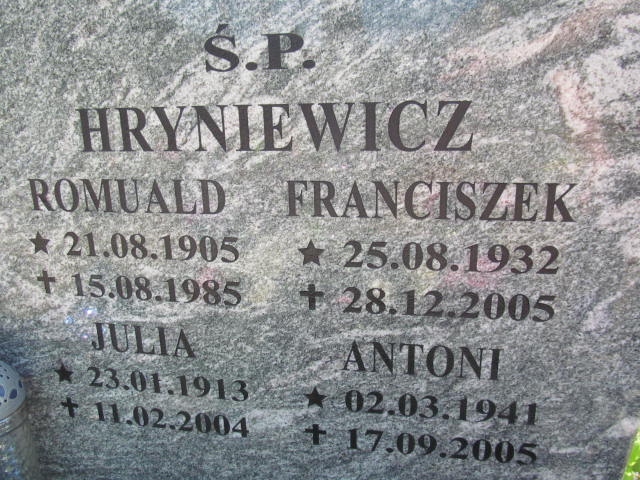 Ś.P.
HRYNIEWICZ
ROMUALD
★ 21.08.1905
✝ 15.08.1985
FRANCISZEK
★ 25.08.1932
✝ 28.12.2005
JULIA
★ 23.01.1913
✝ 11.02.2004
ANTONI
★ 02.03.1941
✝ 17.09.2005